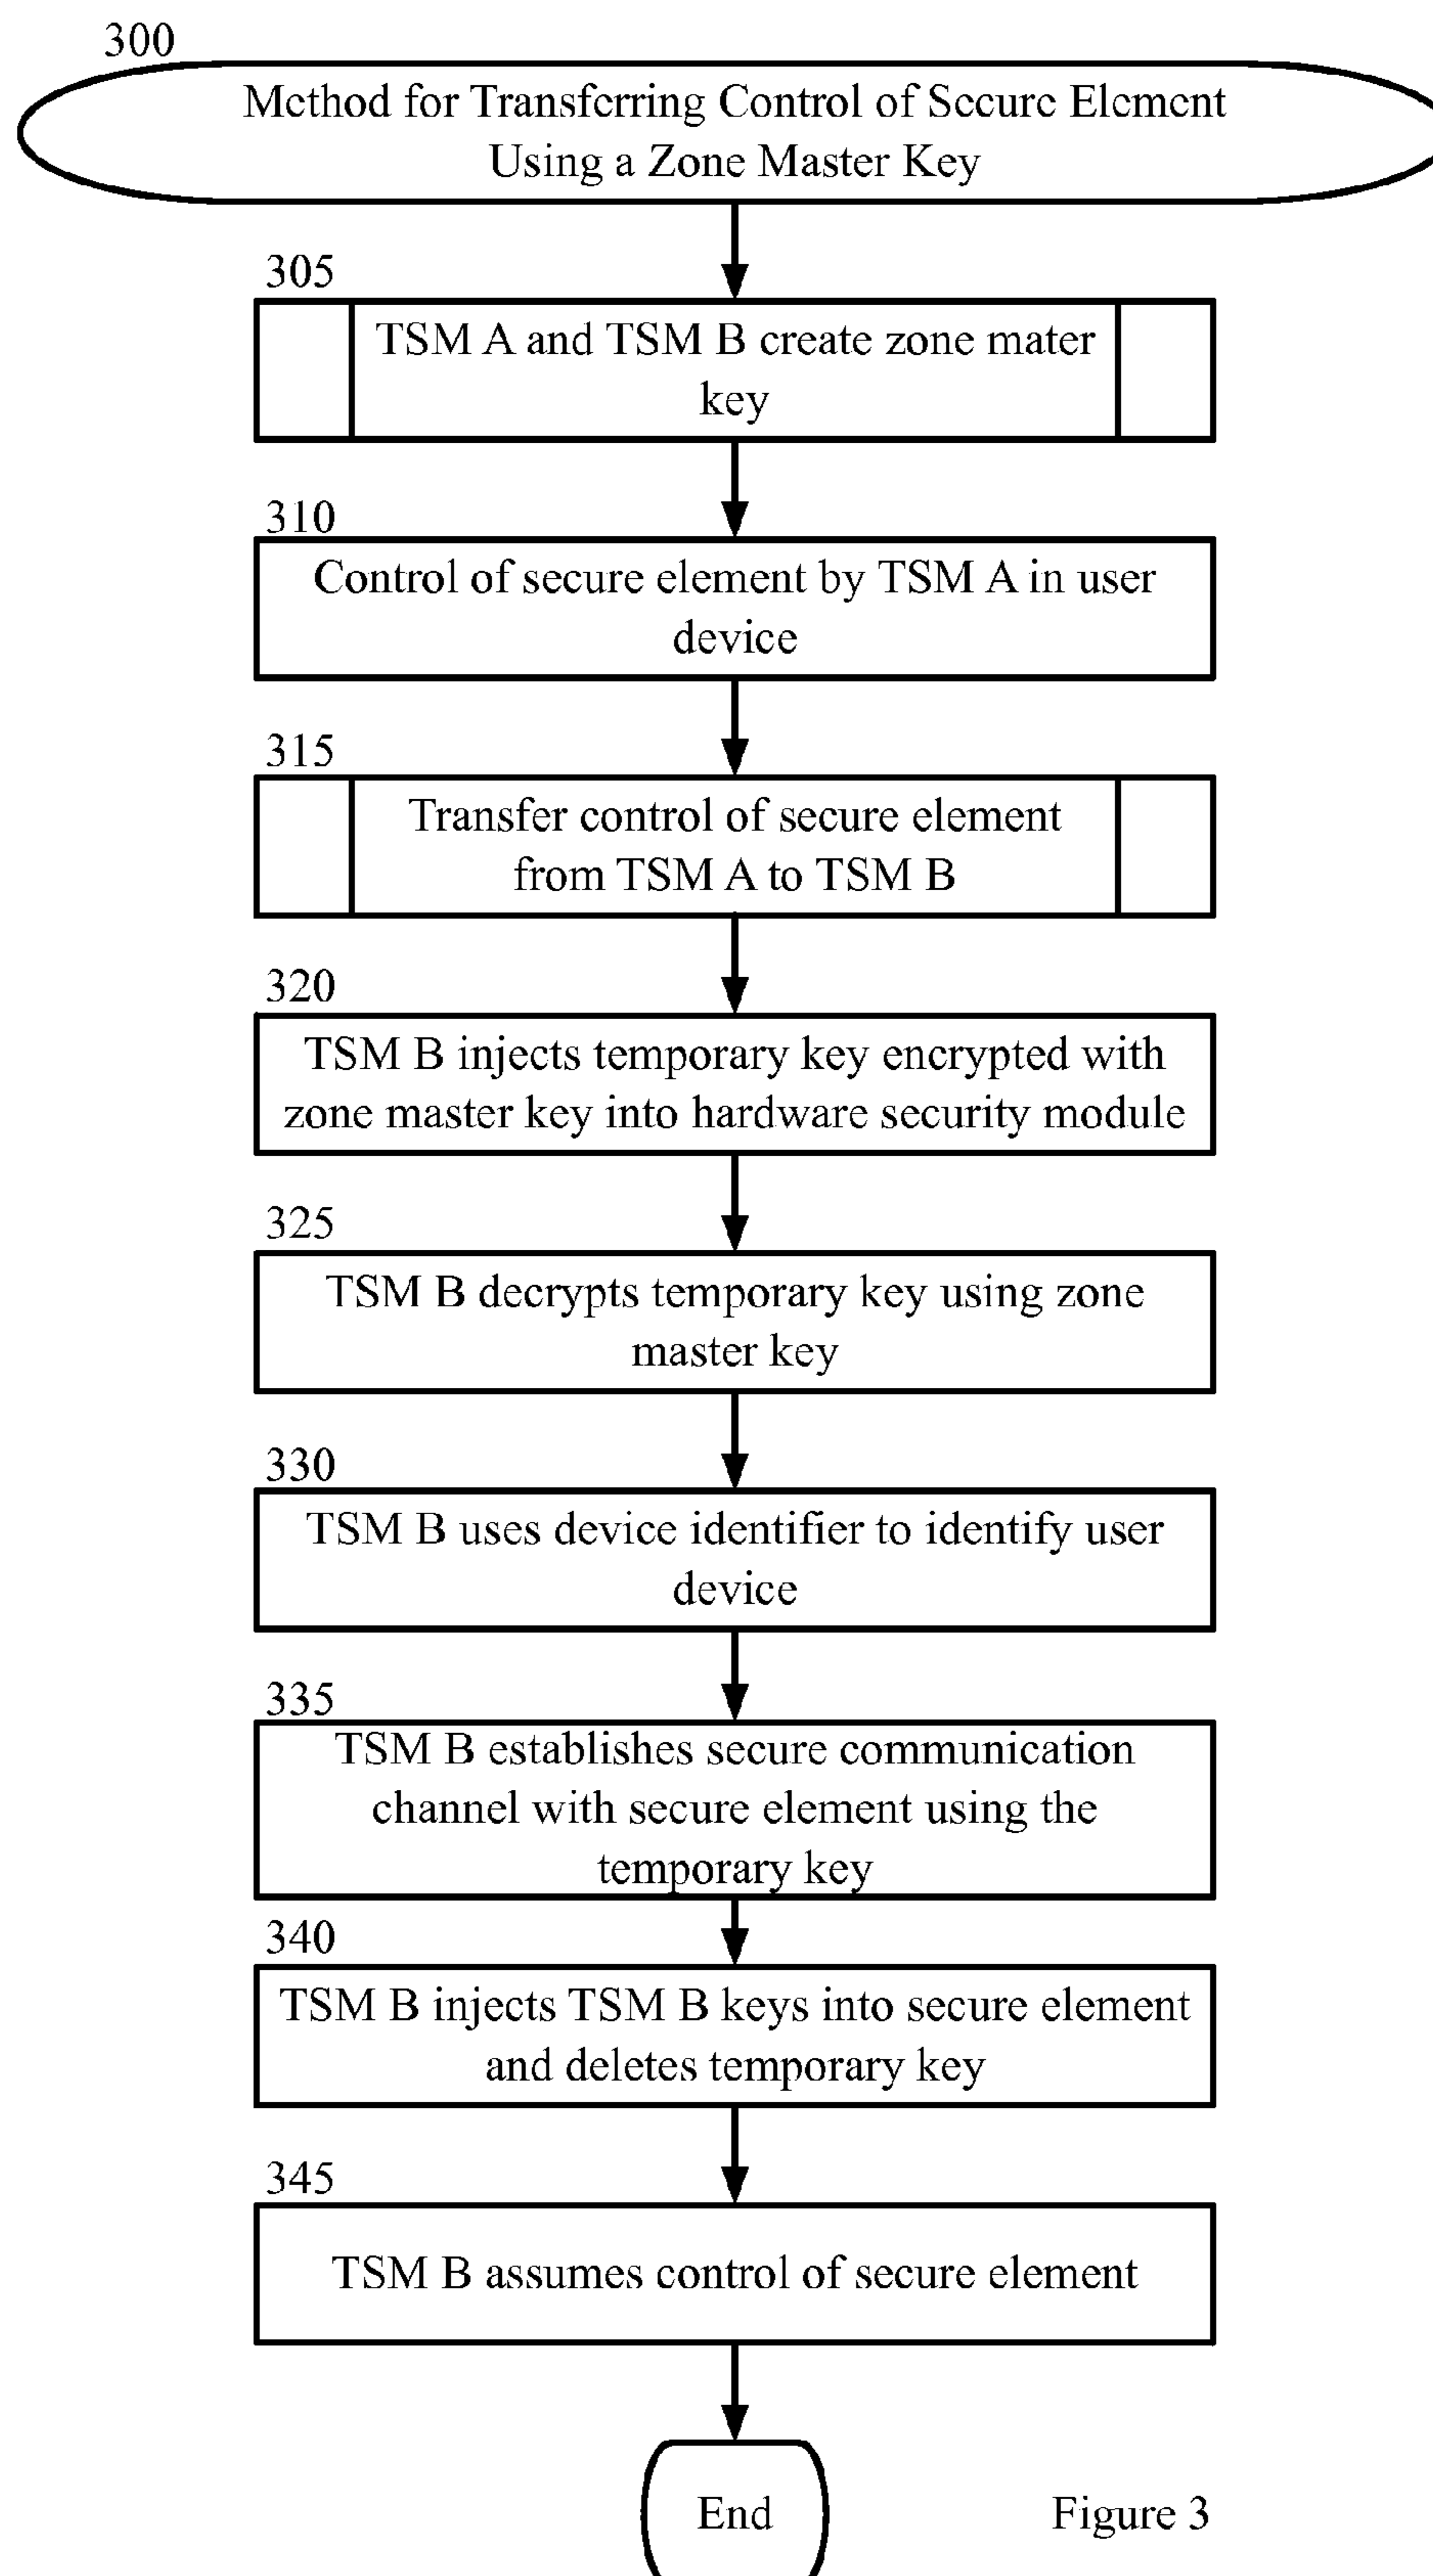 300
Method for Transferring Control of Secure Element
Using a Zone Master Key
305
TSM A and TSM B create zone mater
key
310
Control of secure element by TSM A in user
device
315
Transfer control of secure element
from TSM A to TSM B
320
TSM B injects temporary key encrypted with
zone master key into hardware security module
325
TSM B decrypts temporary key using zone
master key
330
TSM B uses device identifier to identify user
device
335
TSM B establishes secure communication
channel with secure element using the
temporary key
340
TSM B injects TSM B keys into secure element
and deletes temporary key
345
TSM B assumes control of secure element
End
Figure 3